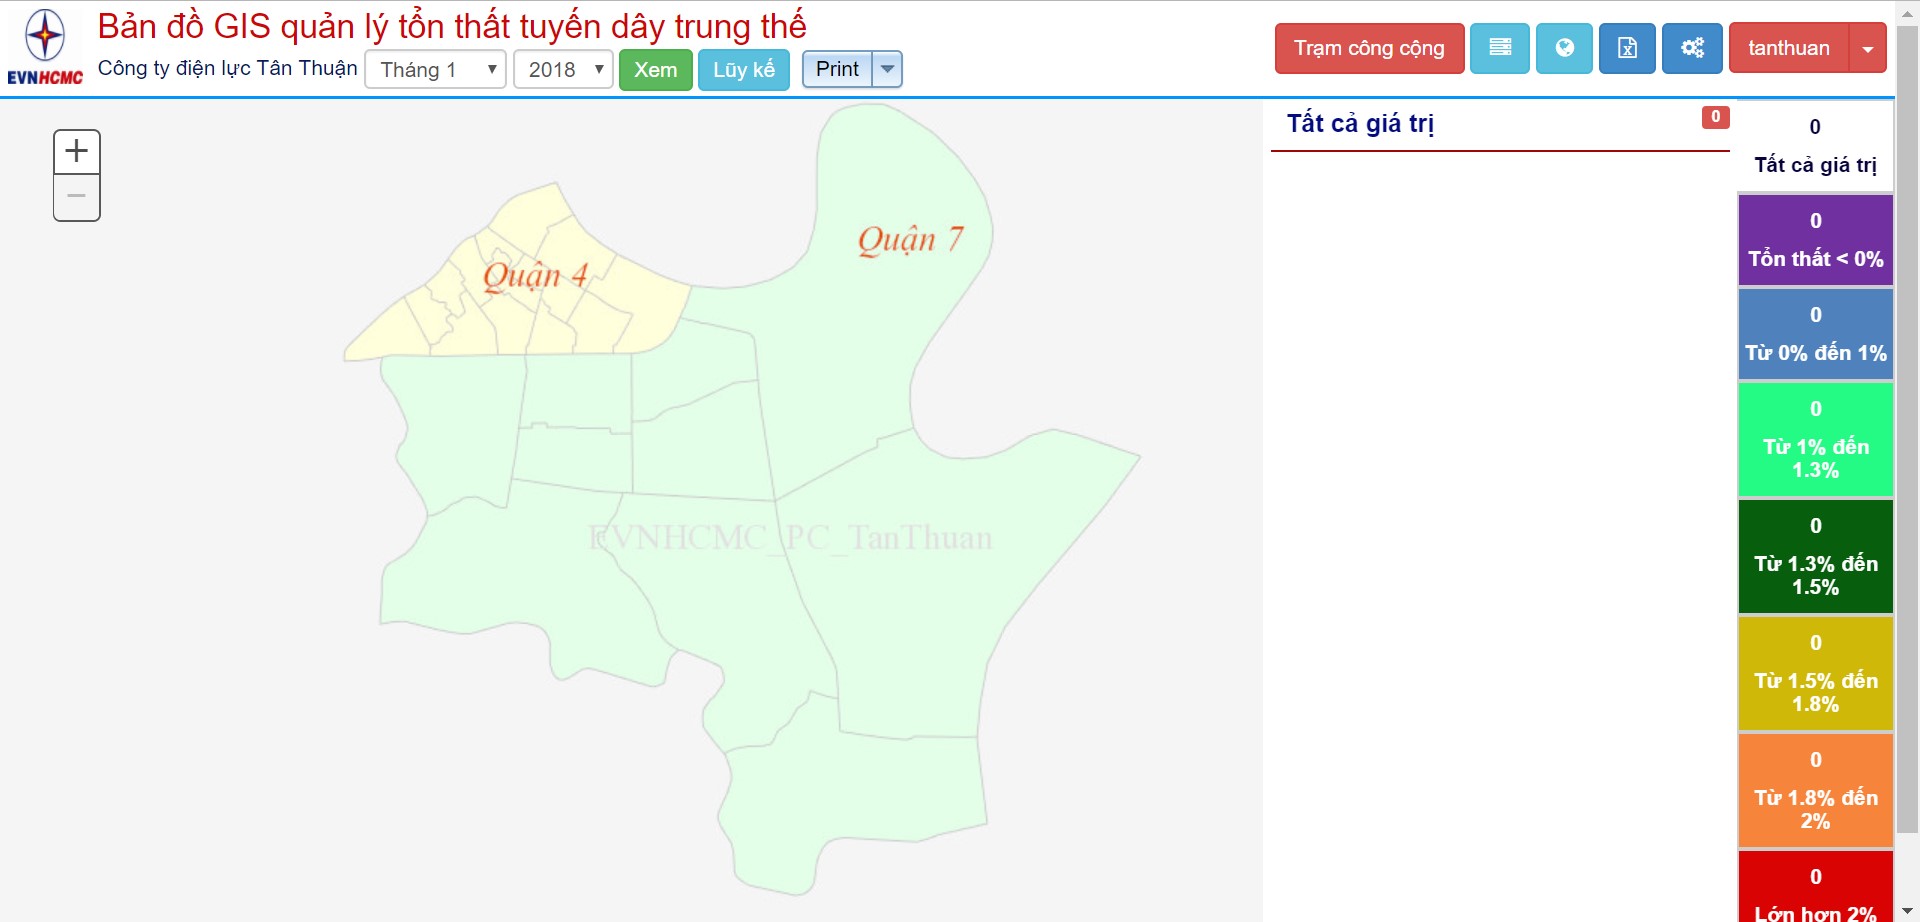 Bản đồ GIS quản lý tổn thất tuyến dây trung thế
EVNHCMC
Công ty điện lực Tân Thuận
Tháng 1
2018
Xem
Lũy kế
Print
Trạm công cộng
tanthuan
+
−
Quận 7
Quận 4
EVNHCMC_PC_TanThuan
Tất cả giá trị
0
0
Tất cả giá trị
0
Tổn thất < 0%
0
Từ 0% đến 1%
0
Từ 1% đến
1.3%
0
Từ 1.3% đến
1.5%
0
Từ 1.5% đến
1.8%
0
Từ 1.8% đến
2%
0
Lớn hơn 2%